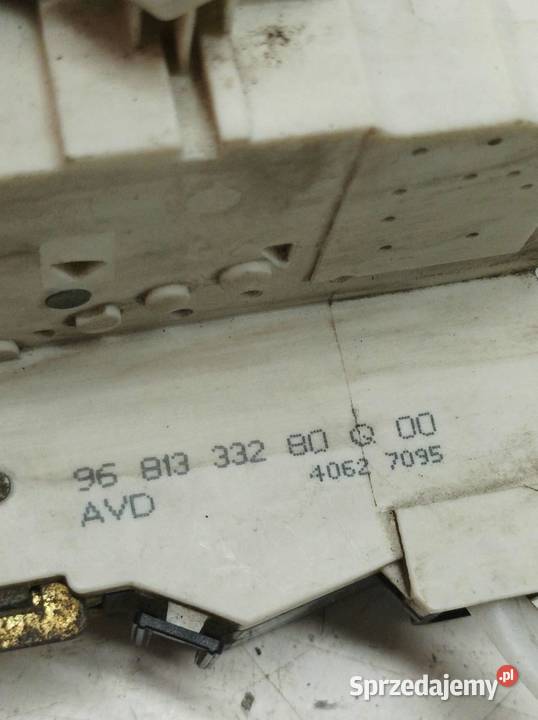 96 813 332 80 Q 00
4062 7095
AVD
Sprzedajemy.pl